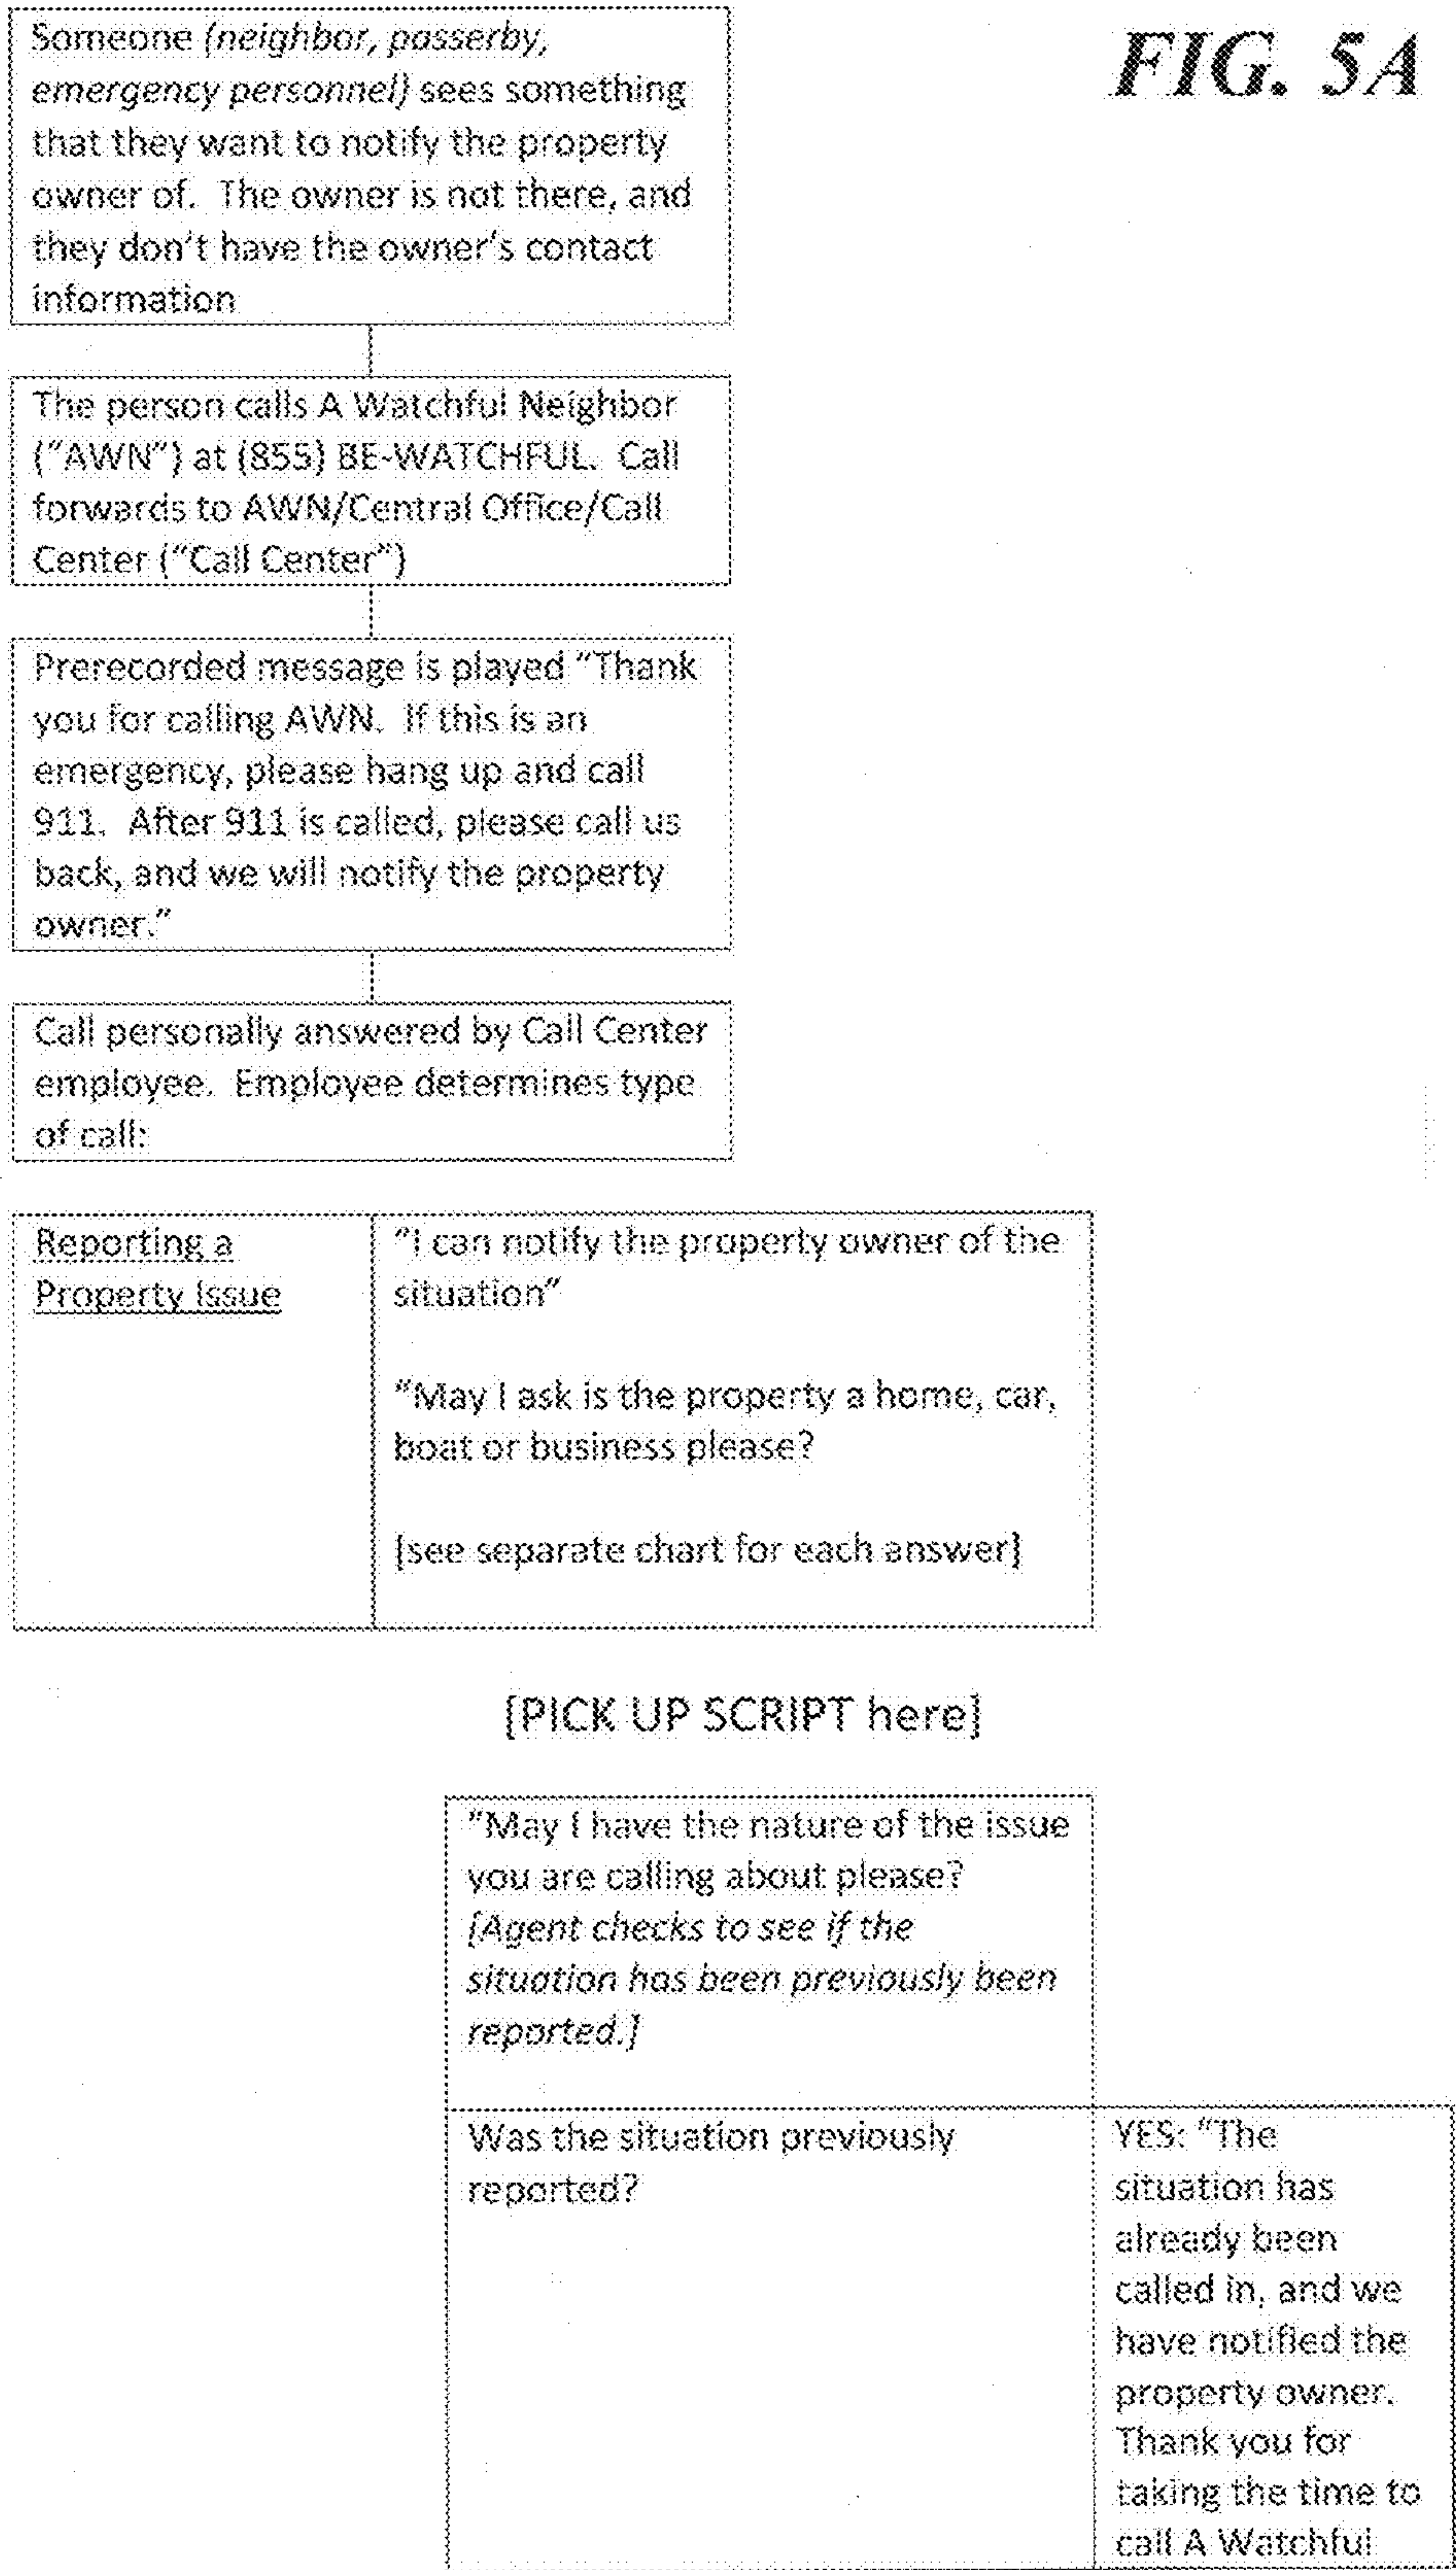 FIG. 5A
Someone (neighbor, passerby,
emergency personnel) sees something
that they want to notify the property
owner of.  The owner is not there, and
they don't have the owner's contact
information
The person calls A Watchful Neighbor
("AWN") at (855) BE-WATCHFUL.  Call
forwards to AWN/Central Office/Call
Center ("Call Center")
Prerecorded message is played "Thank
you for calling AWN.  If this is an
emergency, please hang up and call
911.  After 911 is called, please call us
back, and we will notify the property
owner."
Call personally answered by Call Center
employee.  Employee determines type
of call:
Reporting a
Property Issue
"I can notify the property owner of the
situation"
"May I ask is the property a home, car,
boat or business please?
[see separate chart for each answer]
[PICK UP SCRIPT here]
"May I have the nature of the issue
you are calling about please?
[Agent checks to see if the
situation has been previously been
reported.]
Was the situation previously
reported?
YES: "The
situation has
already been
called in, and we
have notified the
property owner.
Thank you for
taking the time to
call A Watchful